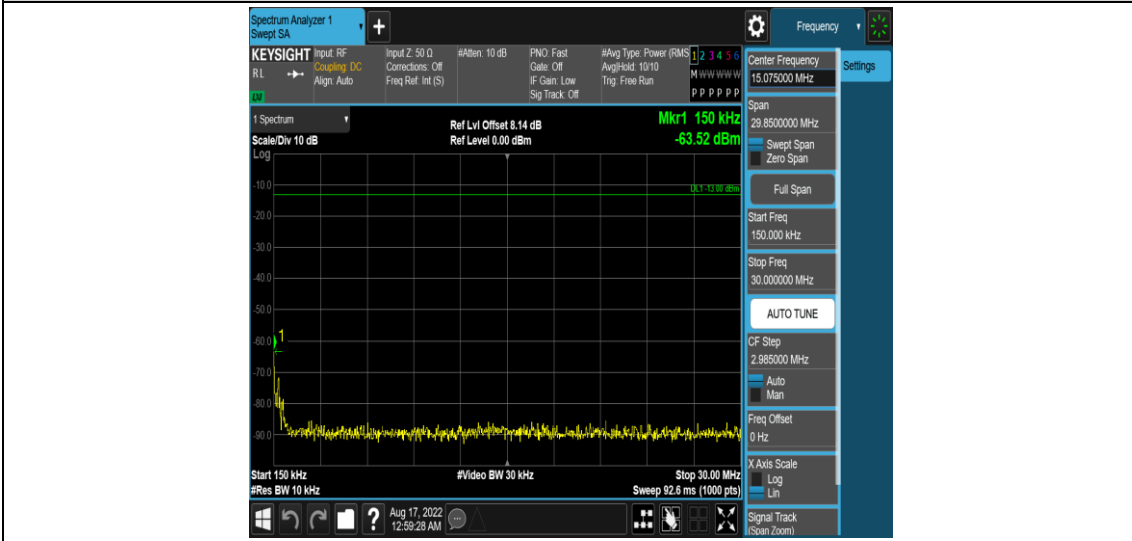 Spectrum Analyzer 1
Swept SA
+
Frequency
KEYSIGHT
RL
Input: RF
Coupling: DC
Align: Auto
Input Z: 50 Ω
Corrections: Off
Freq Ref: Int (S)
#Atten: 10 dB
PNO: Fast
Gate: Off
IF Gain: Low
Sig Track: Off
#Avg Type: Power (RMS
Avg|Hold: 10/10
Trig: Free Run
1 2 3 4 5 6
M W W W W W
P P P P P P
1 Spectrum
Scale/Div 10 dB
Log
Ref Lvl Offset 8.14 dB
Ref Level 0.00 dBm
Mkr1 150 kHz
-63.52 dBm
DL1 -13.00 dBm
-10.0
-20.0
-30.0
-40.0
-50.0
-60.0
-70.0
-80.0
-90.0
1
Start 150 kHz
#Res BW 10 kHz
#Video BW 30 kHz
Stop 30.00 MHz
Sweep 92.6 ms (1000 pts)
?
Aug 17, 2022
12:59:28 AM
Center Frequency
15.075000 MHz
Settings
Span
29.8500000 MHz
Swept Span
Zero Span
Full Span
Start Freq
150.000 kHz
Stop Freq
30.000000 MHz
AUTO TUNE
CF Step
2.985000 MHz
Auto
Man
Freq Offset
0 Hz
X Axis Scale
Log
Lin
Signal Track
(Span Zoom)